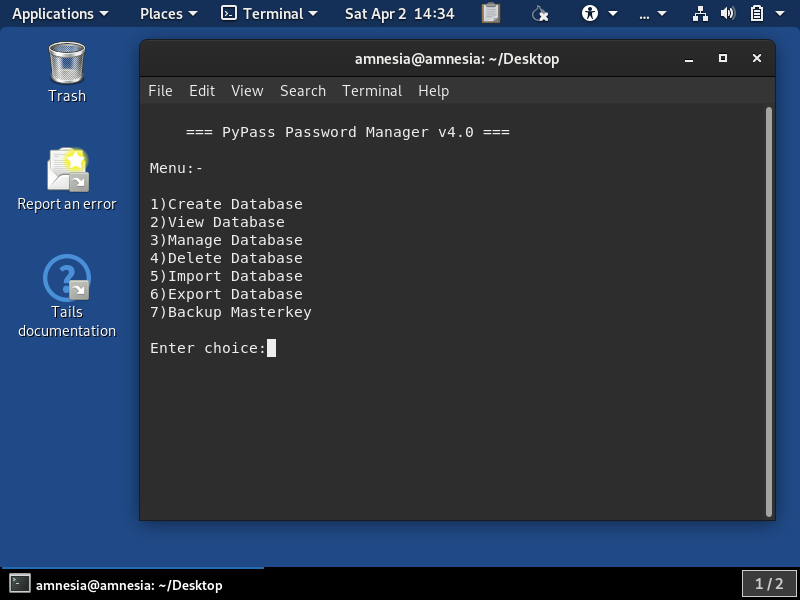 Applications Places Terminal Sat Apr 2 14:34 ...
Trash
Report an error
Tails
documentation
amnesia@amnesia: ~/Desktop
File Edit View Search Terminal Help
=== PyPass Password Manager v4.0 ===
Menu:-
1)Create Database
2)View Database
3)Manage Database
4)Delete Database
5)Import Database
6)Export Database
7)Backup Masterkey
Enter choice:
amnesia@amnesia: ~/Desktop
1 / 2